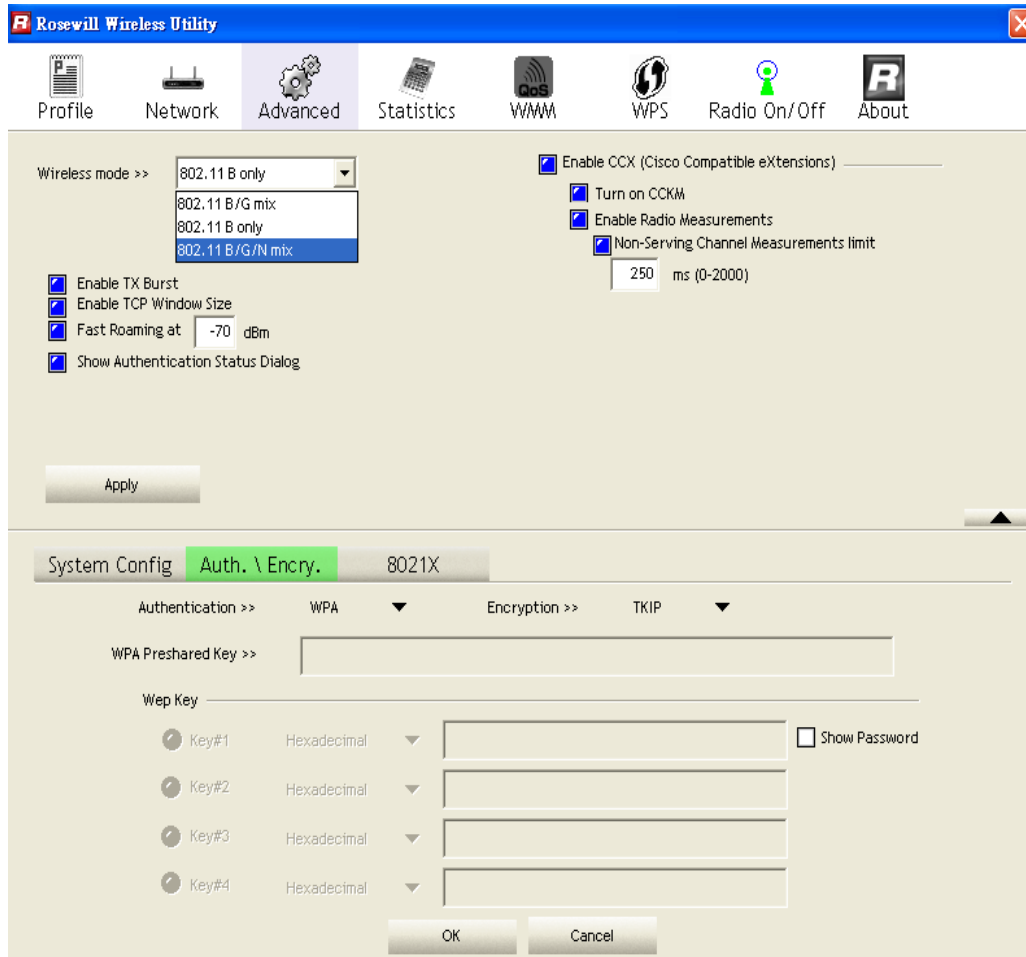 R Rosewill Wireless Utility
Profile Network Advanced Statistics QoS WMM WPS Radio On/Off R About
Wireless mode >> 802.11 B only
802.11 B/G mix
802.11 B only
802.11 B/G/N mix
Enable TX Burst
Enable TCP Window Size
Fast Roaming at -70 dBm
Show Authentication Status Dialog
Enable CCX (Cisco Compatible eXtensions)
Turn on CCKM
Enable Radio Measurements
Non-Serving Channel Measurements limit
250 ms (0-2000)
Apply
System Config Auth. \ Encry. 8021X
Authentication >> WPA Encryption >> TKIP
WPA Preshared Key >>
Wep Key
Key#1 Hexadecimal Show Password
Key#2 Hexadecimal
Key#3 Hexadecimal
Key#4 Hexadecimal
OK Cancel